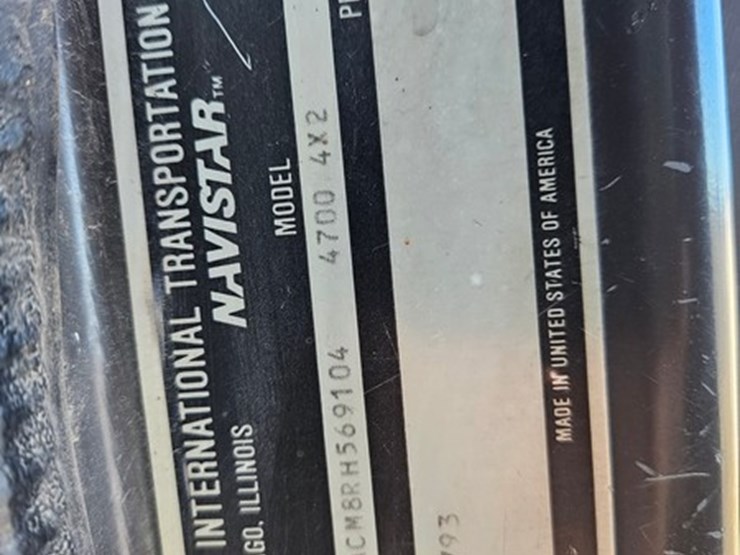 INTERNATIONAL TRANSPORTATION
GO, ILLINOIS NAVISTAR™
MODEL
CM8RH569104 4700 4X2
793
MADE IN UNITED STATES OF AMERICA